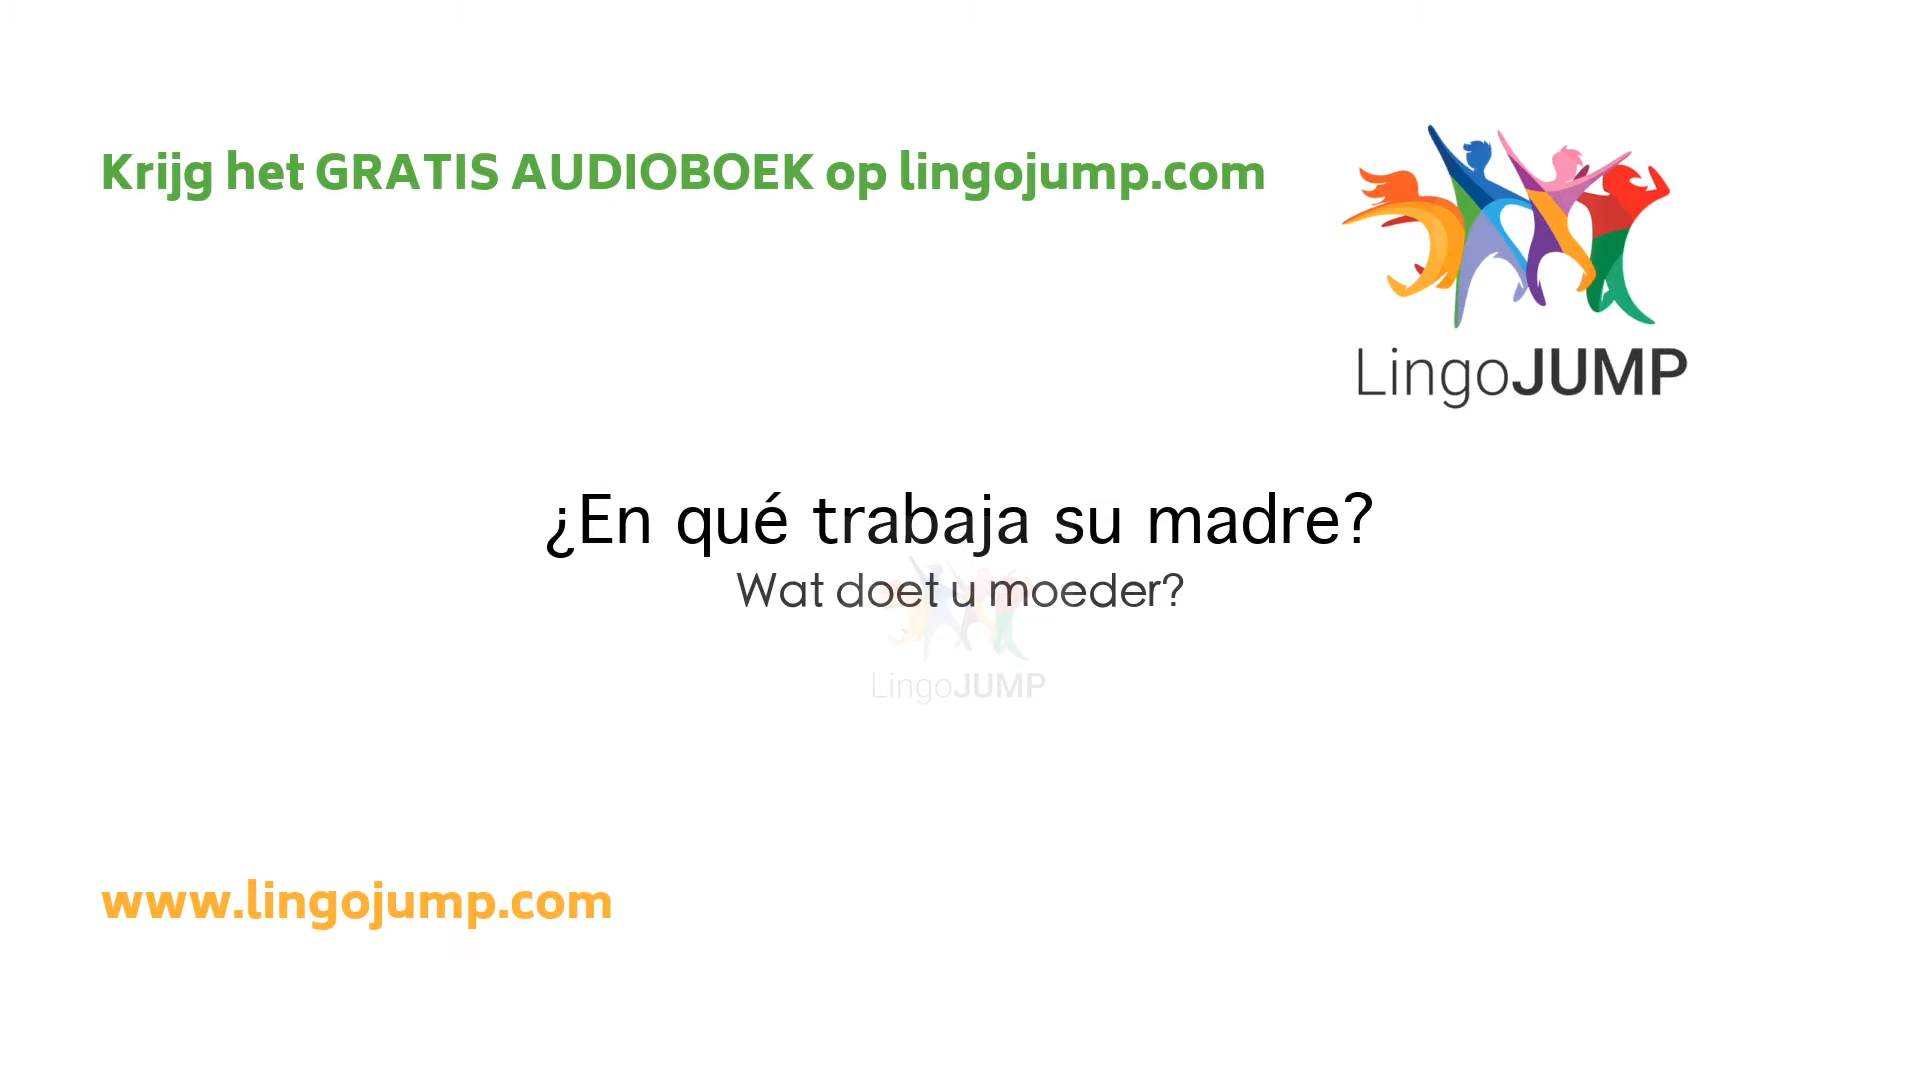 Krijg het GRATIS AUDIOBOEK op lingojump.com
LingoJUMP
¿En qué trabaja su madre?
Wat doet u moeder?
LingoJUMP
www.lingojump.com